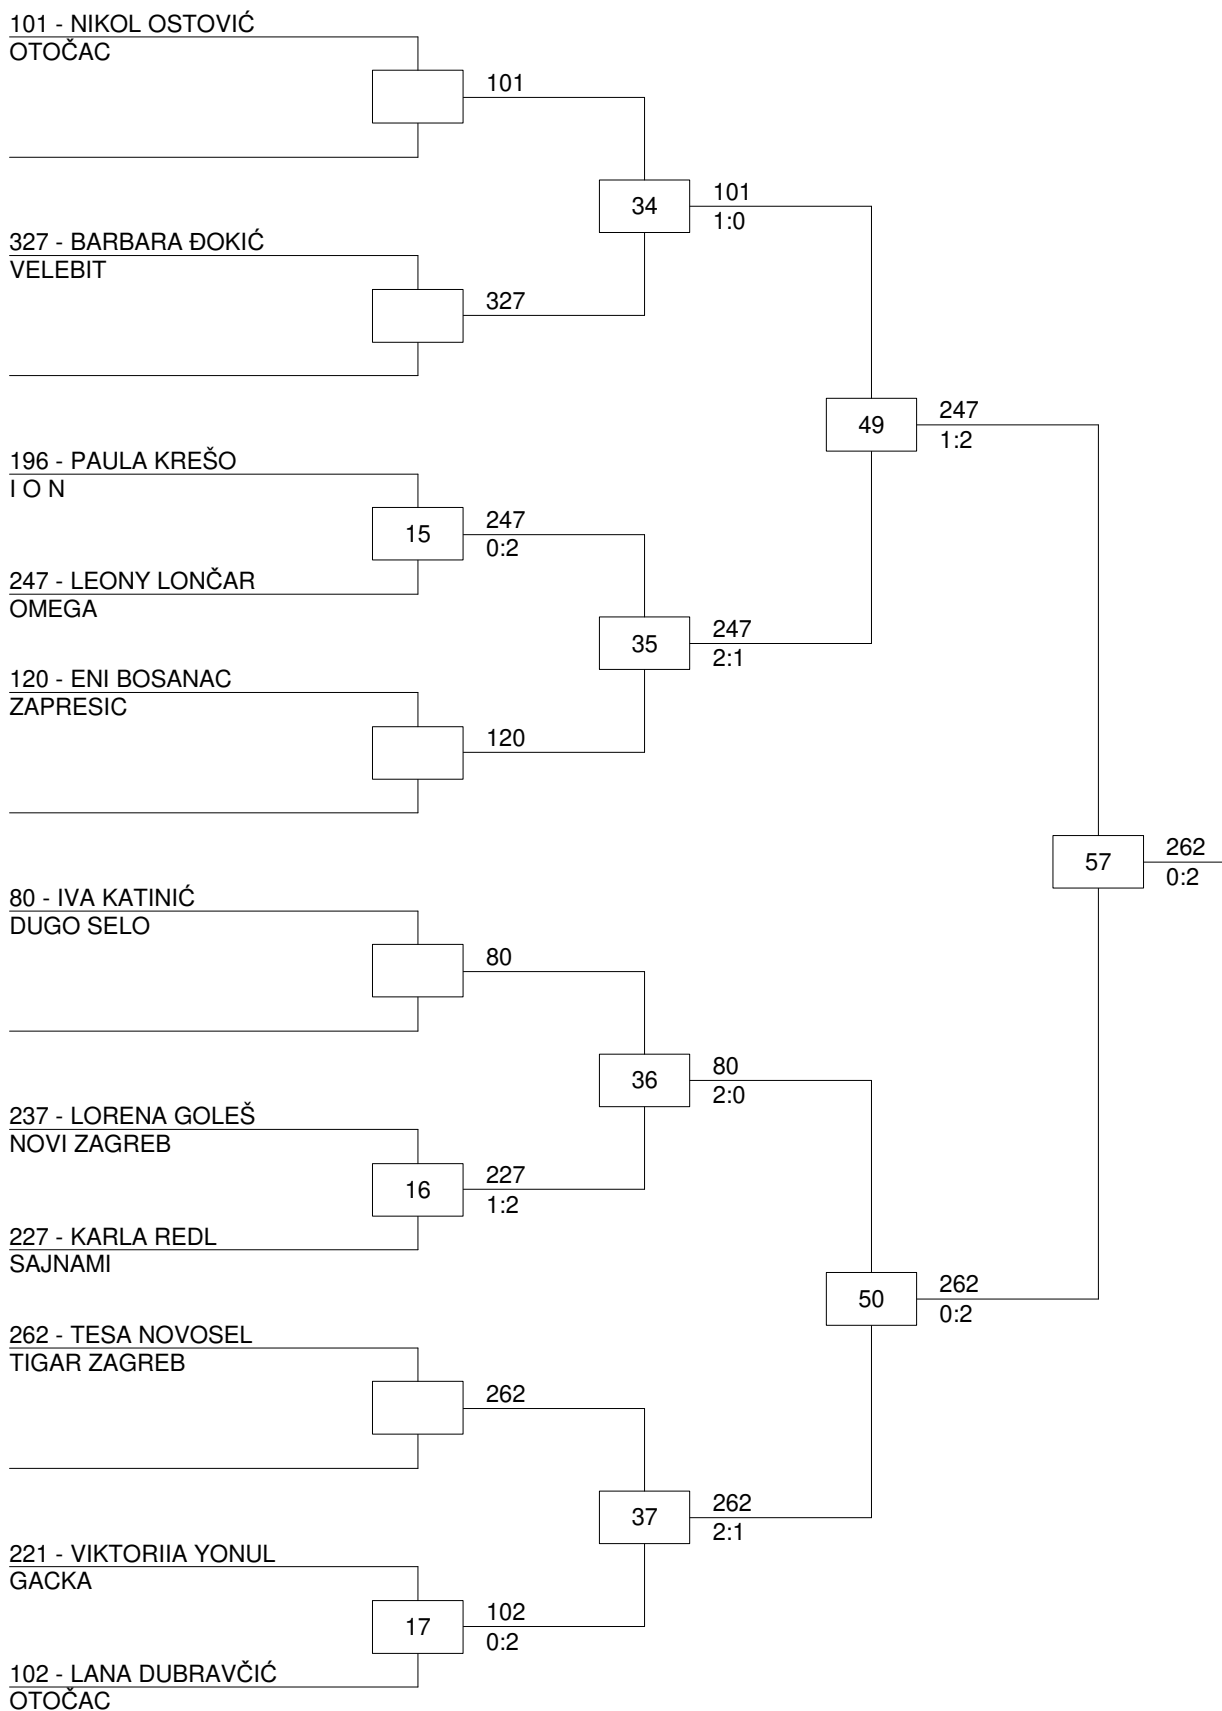 101 - NIKOL OSTOVIĆ
OTOČAC
101
34
101
1:0
327 - BARBARA ĐOKIĆ
VELEBIT
327
49
247
1:2
196 - PAULA KREŠO
I O N
15
247
0:2
247 - LEONY LONČAR
OMEGA
35
247
2:1
120 - ENI BOSANAC
ZAPRESIC
120
57
262
0:2
80 - IVA KATINIĆ
DUGO SELO
80
36
80
2:0
237 - LORENA GOLEŠ
NOVI ZAGREB
16
227
1:2
227 - KARLA REDL
SAJNAMI
50
262
0:2
262 - TESA NOVOSEL
TIGAR ZAGREB
262
37
262
2:1
221 - VIKTORIIA YONUL
GACKA
17
102
0:2
102 - LANA DUBRAVČIĆ
OTOČAC